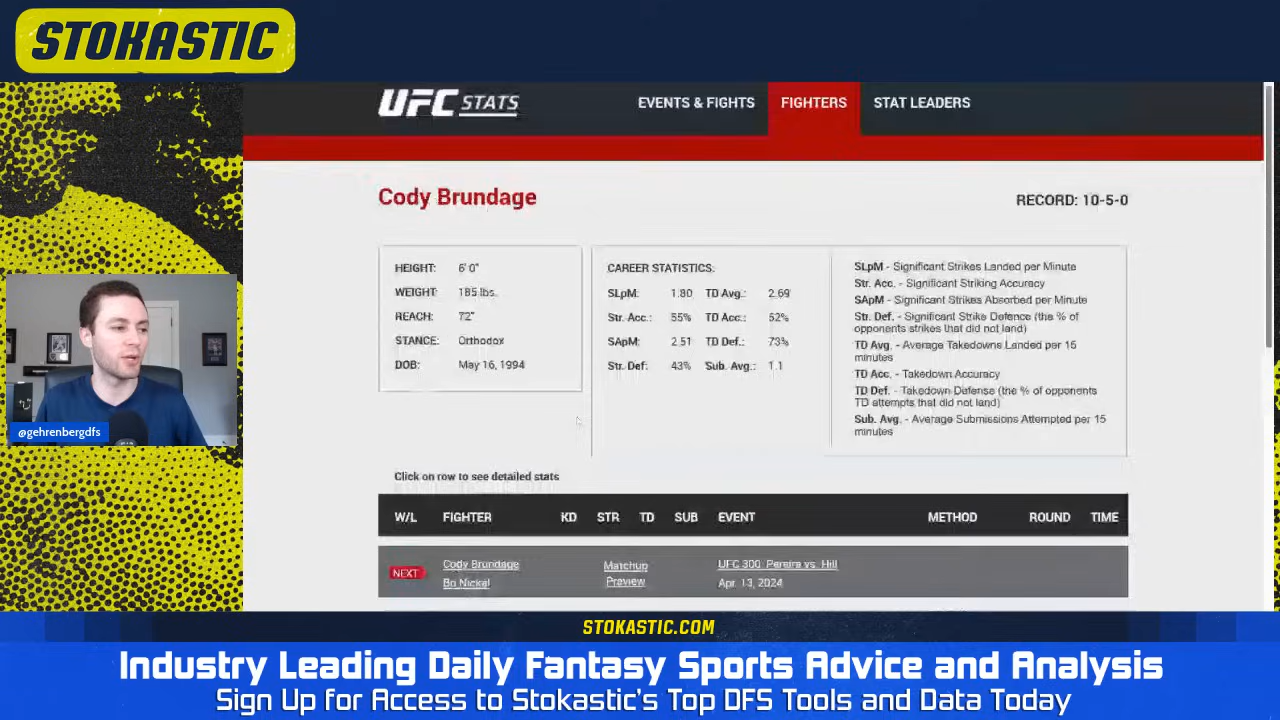 STOKASTIC
UFC STATS
EVENTS & FIGHTS
FIGHTERS
STAT LEADERS
Cody Brundage
RECORD: 10-5-0
HEIGHT: 6' 0"
WEIGHT: 185 lbs.
REACH: 72"
STANCE: Orthodox
DOB: May 16, 1994
CAREER STATISTICS:
SLpM: 1.80 TD Avg.: 2.69
Str. Acc.: 55% TD Acc.: 52%
SApM: 2.51 TD Def.: 73%
Str. Def: 43% Sub. Avg.: 1.1
SLpM - Significant Strikes Landed per Minute
Str. Acc. - Significant Striking Accuracy
SApM - Significant Strikes Absorbed per Minute
Str. Def. - Significant Strike Defence (the % of
opponents strikes that did not land)
TD Avg. - Average Takedowns Landed per 15
minutes
TD Acc. - Takedown Accuracy
TD Def. - Takedown Defense (the % of opponents
TD attempts that did not land)
Sub. Avg. - Average Submissions Attempted per 15
minutes
@gehrenbergdfs
Click on row to see detailed stats
W/L FIGHTER KD STR TD SUB EVENT METHOD ROUND TIME
NEXT
Cody Brundage
Bo Nickal
Matchup
Preview
UFC 300: Pereira vs. Hill
Apr. 13, 2024
STOKASTIC.COM
Industry Leading Daily Fantasy Sports Advice and Analysis
Sign Up for Access to Stokastic's Top DFS Tools and Data Today